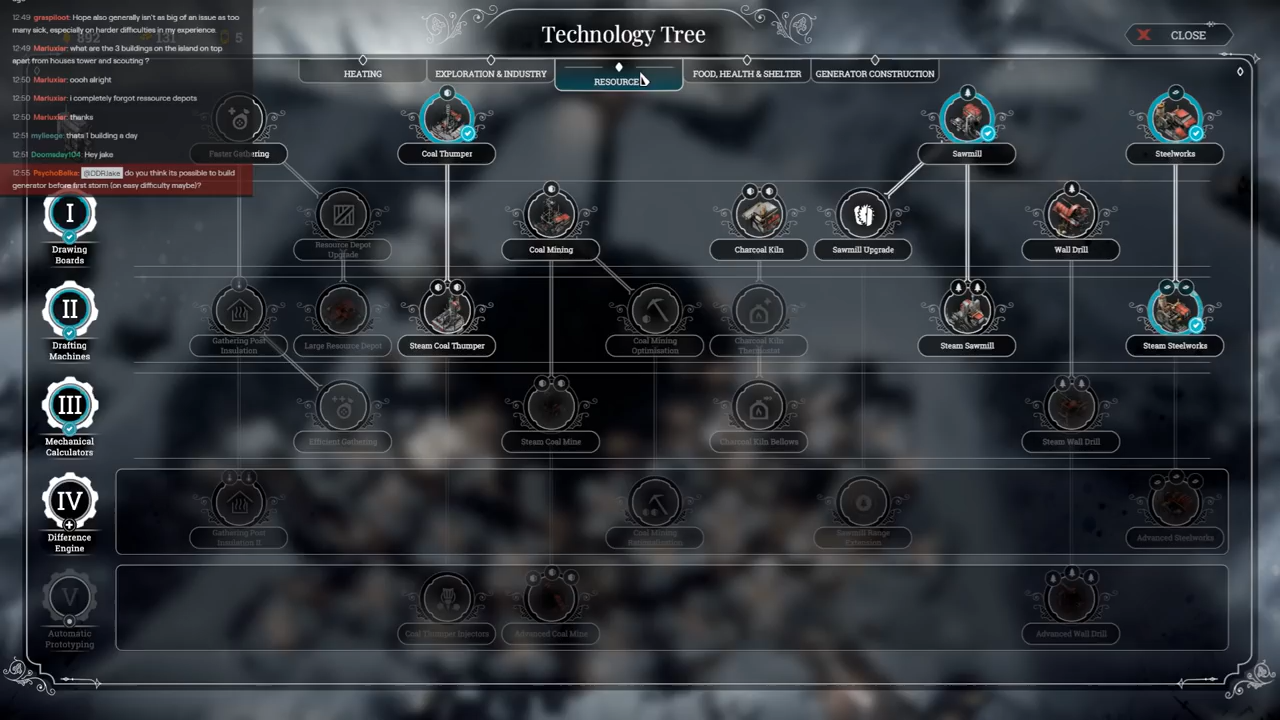 12:49 graspiloot: Hope also generally isn't as big of an issue as too
many sick, especially on harder difficulties in my experience.
12:49 Mariuxiar: what are the 3 buildings on the island on top
apart from houses tower and scouting ?
12:50 Mariuxiar: oooh alright
12:50 Mariuxiar: i completely forgot ressource depots
12:50 Mariuxiar: thanks
12:51 mylieege: thats 1 building a day
12:54 Doomsday104: Hey jake
12:55 PsychoBelka: @DDRJake do you think its possible to build
generator before first storm (on easy difficulty maybe)?
Technology Tree
CLOSE
HEATING
EXPLORATION & INDUSTRY
RESOURCE
FOOD, HEALTH & SHELTER
GENERATOR CONSTRUCTION
Faster Gathering
Coal Thumper
Sawmill
Steelworks
I
Drawing
Boards
Resource Depot
Upgrade
Coal Mining
Charcoal Kiln
Sawmill Upgrade
Wall Drill
II
Drafting
Machines
Gathering Post
Insulation
Large Resource Depot
Steam Coal Thumper
Coal Mining
Optimisation
Charcoal Kiln
Thermostat
Steam Sawmill
Steam Steelworks
III
Mechanical
Calculators
Efficient Gathering
Steam Coal Mine
Charcoal Kiln Bellows
Steam Wall Drill
IV
Difference
Engine
Gathering Post
Insulation II
Coal Mining
Rationalisation
Sawmill Range
Extension
Advanced Steelworks
V
Automatic
Prototyping
Coal Thumper Injectors
Advanced Coal Mine
Advanced Wall Drill